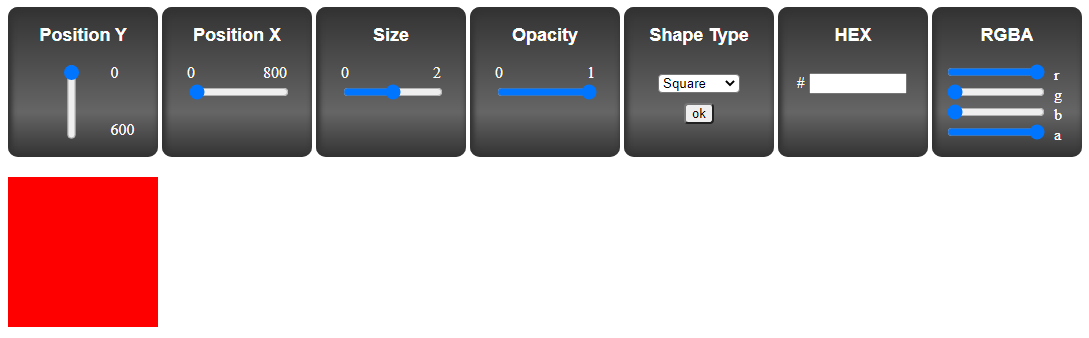 Position Y
0
600
Position X
0 800
Size
0 2
Opacity
0 1
Shape Type
Square
ok
HEX
#
RGBA
r
g
b
a